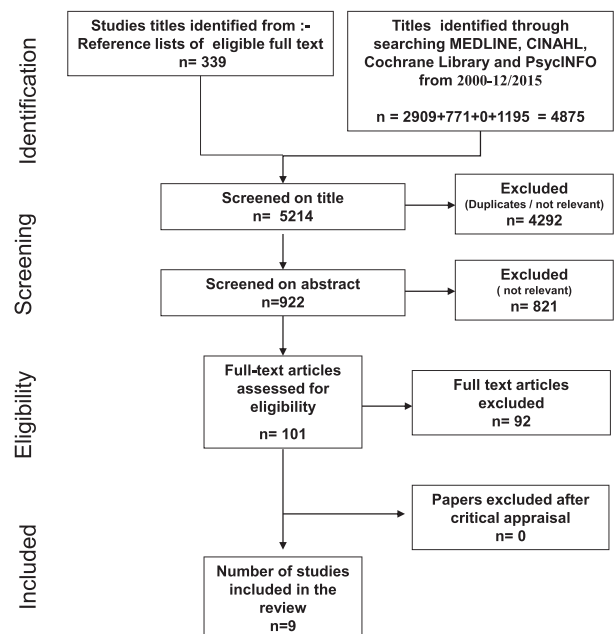 Identification
Studies titles identified from :-
Reference lists of eligible full text
n= 339
Titles identified through
searching MEDLINE, CINAHL,
Cochrane Library and PsycINFO
from 2000-12/2015
n = 2909+771+0+1195 = 4875
Screening
Screened on title
n= 5214
Excluded
(Duplicates / not relevant)
n= 4292
Screened on abstract
n=922
Excluded
( not relevant)
n= 821
Eligibility
Full-text articles
assessed for
eligibility
n= 101
Full text articles
excluded
n= 92
Papers excluded after
critical appraisal
n= 0
Included
Number of studies
included in the
review
n=9